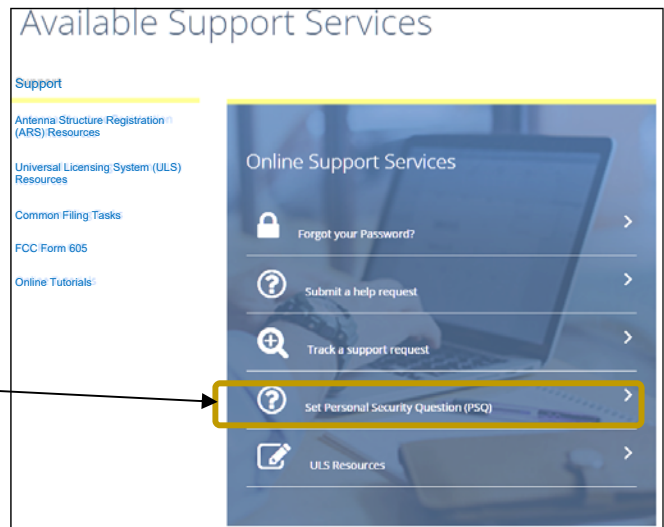 Available Support Services
Support
Antenna Structure Registration
(ARS) Resources
Universal Licensing System (ULS)
Resources
Common Filing Tasks
FCC Form 605
Online Tutorials
Online Support Services
Forgot your Password?
Submit a help request
Track a support request
Set Personal Security Question (PSQ)
ULS Resources